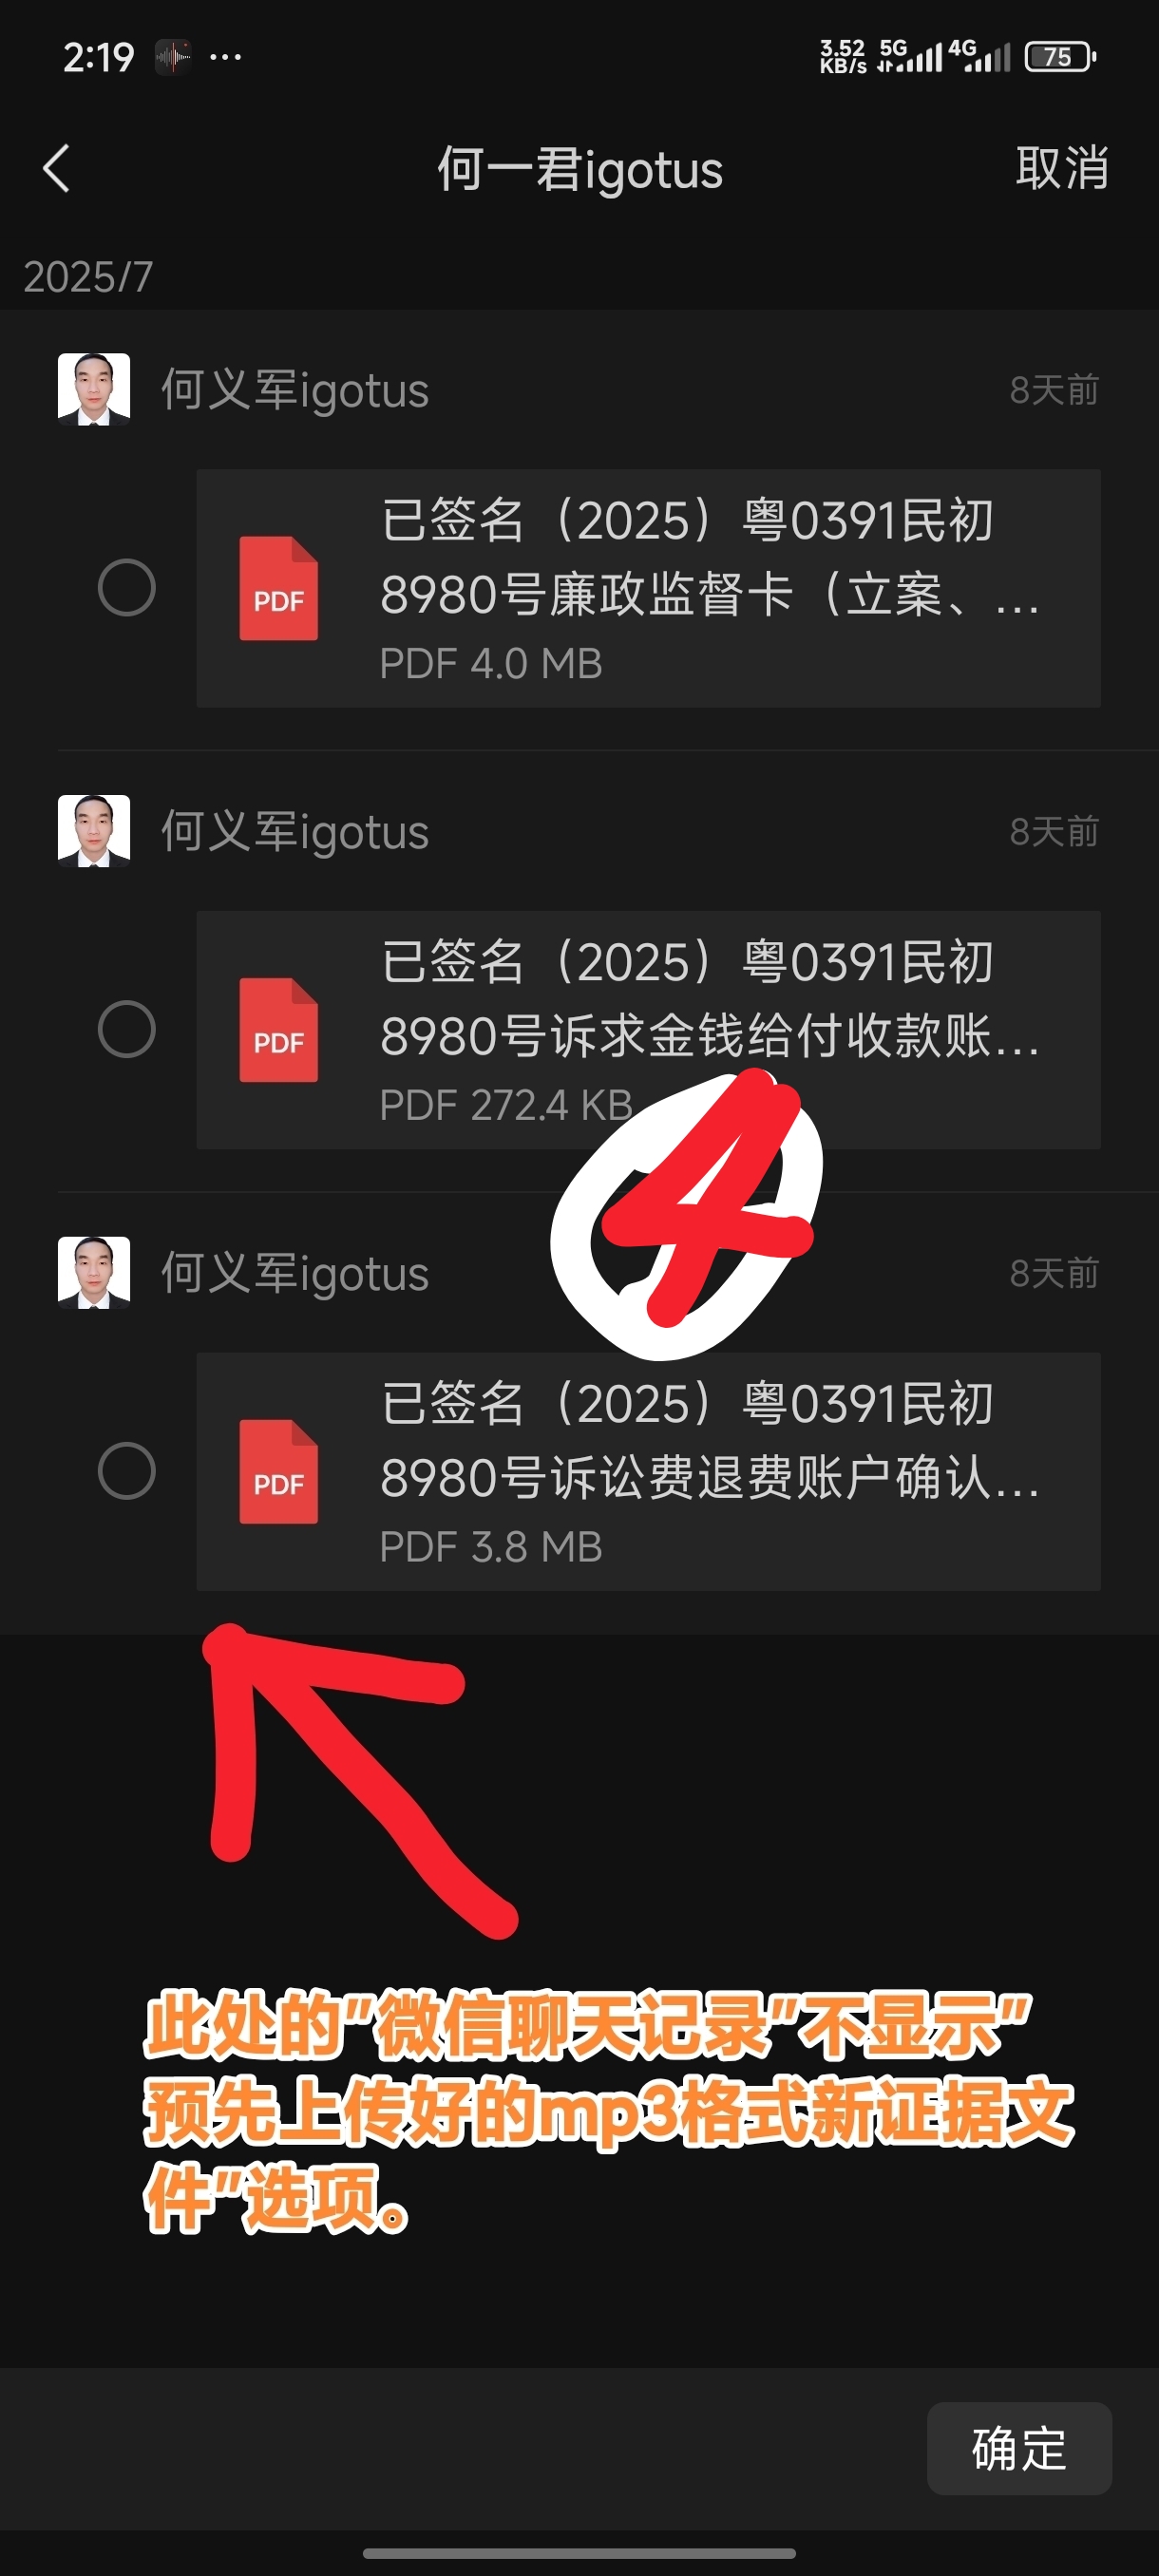 2:19 ... 3.52 KB/s 5G 4G 75
何一君igotus 取消
2025/7
何义军igotus 8天前
已签名（2025）粤0391民初
8980号廉政监督卡（立案、...
PDF
PDF 4.0 MB
何义军igotus 8天前
已签名（2025）粤0391民初
8980号诉求金钱给付收款账...
PDF
PDF 272.4 KB
4
何义军igotus 8天前
已签名（2025）粤0391民初
8980号诉讼费退费账户确认...
PDF
PDF 3.8 MB
此处的"微信聊天记录"不显示"
预先上传好的mp3格式新证据文
件"选项。
确定